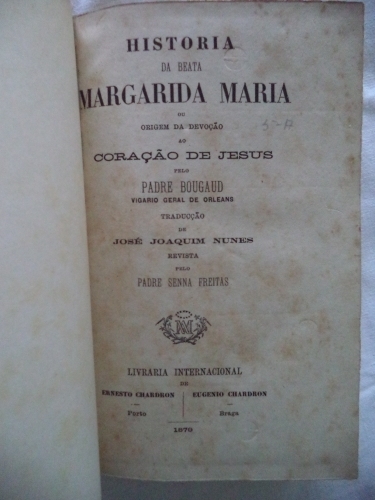 HISTORIA
DA BEATA
MARGARIDA MARIA
OU
ORIGEM DA DEVOÇÃO
AO
CORAÇÃO DE JESUS
PELO
PADRE BOUGAUD
VIGARIO GERAL DE ORLEANS
TRADUCÇÃO
DE
JOSÉ JOAQUIM NUNES
REVISTA
PELO
PADRE SENNA FREITAS
LIVRARIA INTERNACIONAL
DE
ERNESTO CHARDRON EUGENIO CHARDRON
Porto Braga